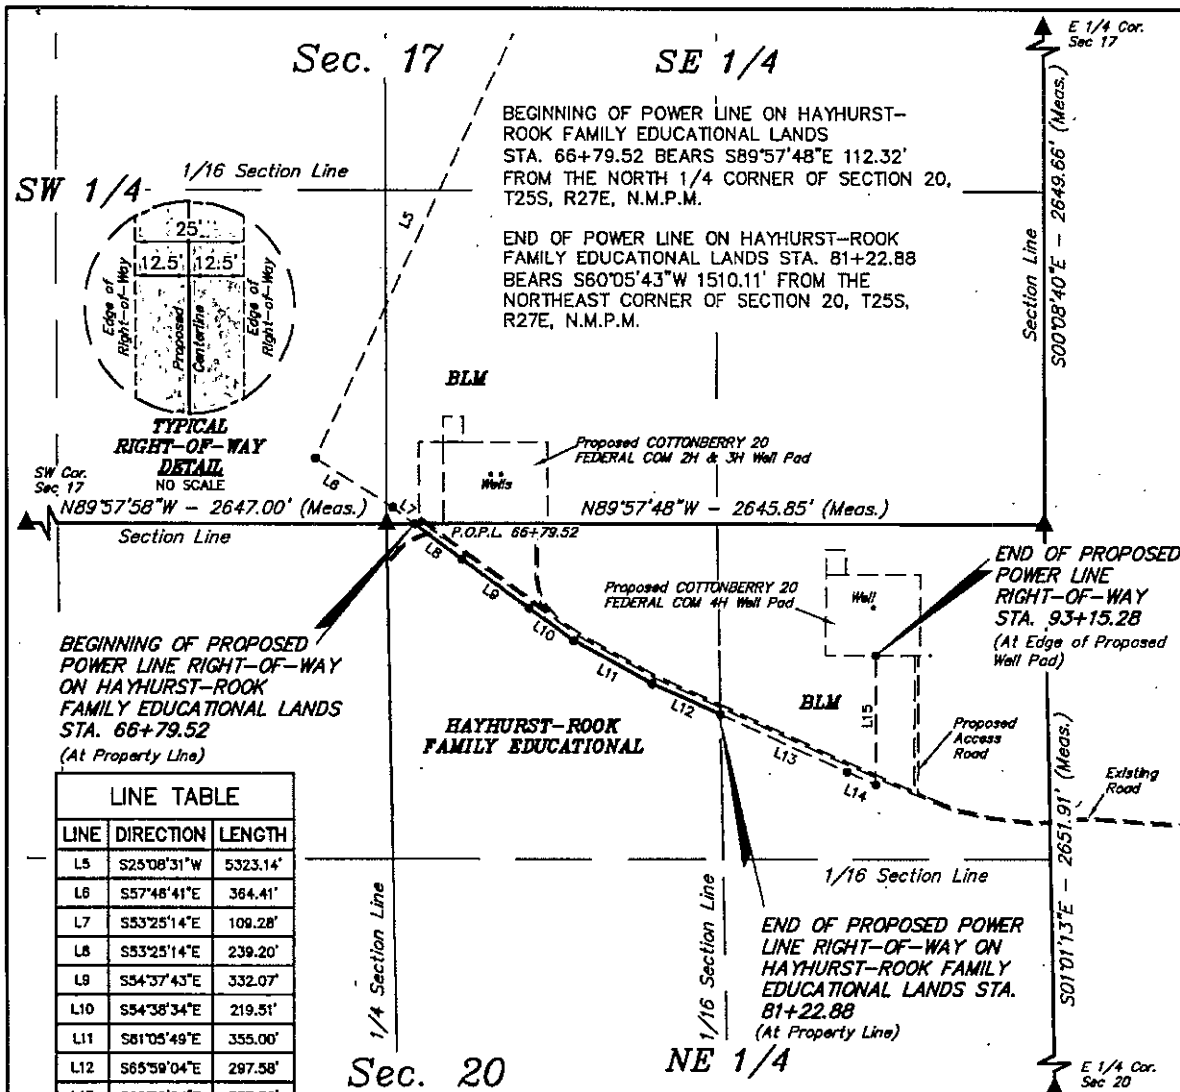 Sec. 17
SE 1/4
E 1/4 Cor.
Sec 17
BEGINNING OF POWER LINE ON HAYHURST-
ROOK FAMILY EDUCATIONAL LANDS
STA. 66+79.52 BEARS S89°57'48"E 112.32'
FROM THE NORTH 1/4 CORNER OF SECTION 20,
T25S, R27E, N.M.P.M.
END OF POWER LINE ON HAYHURST-ROOK
FAMILY EDUCATIONAL LANDS STA. 81+22.88
BEARS S60°05'43"W 1510.11' FROM THE
NORTHEAST CORNER OF SECTION 20, T25S,
R27E, N.M.P.M.
1/16 Section Line
SW 1/4
L5
Section Line
S00°08'40"E - 2649.66' (Meas.)
25'
12.5' 12.5'
Edge of
Right-of-Way
Proposed
Centerline
Edge of
Right-of-Way
TYPICAL
RIGHT-OF-WAY
DETAIL
NO SCALE
BLM
Proposed COTTONBERRY 20
FEDERAL COM 2H & 3H Well Pad
Wells
SW Cor.
Sec 17
L6
L7
N89°57'58"W - 2647.00' (Meas.)
N89°57'48"W - 2645.85' (Meas.)
Section Line
P.O.P.L. 66+79.52
L8
L9
L10
L11
L12
L13
L14
L15
Proposed COTTONBERRY 20
FEDERAL COM 4H Well Pad
Well
END OF PROPOSED
POWER LINE
RIGHT-OF-WAY
STA. 93+15.28
(At Edge of Proposed
Well Pad)
BEGINNING OF PROPOSED
POWER LINE RIGHT-OF-WAY
ON HAYHURST-ROOK
FAMILY EDUCATIONAL LANDS
STA. 66+79.52
(At Property Line)
HAYHURST-ROOK
FAMILY EDUCATIONAL
BLM
Proposed
Access
Road
Existing
Road
S01°01'13"E - 2651.91' (Meas.)
LINE TABLE
LINE DIRECTION LENGTH
L5 S25°08'31"W 5323.14'
L6 S57°48'41"E 364.41'
L7 S53°25'14"E 109.28'
L8 S53°25'14"E 239.20'
L9 S54°37'43"E 332.07'
L10 S54°38'34"E 219.51'
L11 S61°05'49"E 355.00'
L12 S65°59'04"E 297.58'
1/4 Section Line
1/16 Section Line
1/16 Section Line
END OF PROPOSED POWER
LINE RIGHT-OF-WAY ON
HAYHURST-ROOK FAMILY
EDUCATIONAL LANDS STA.
81+22.88
(At Property Line)
Sec. 20
NE 1/4
E 1/4 Cor.
Sec 20